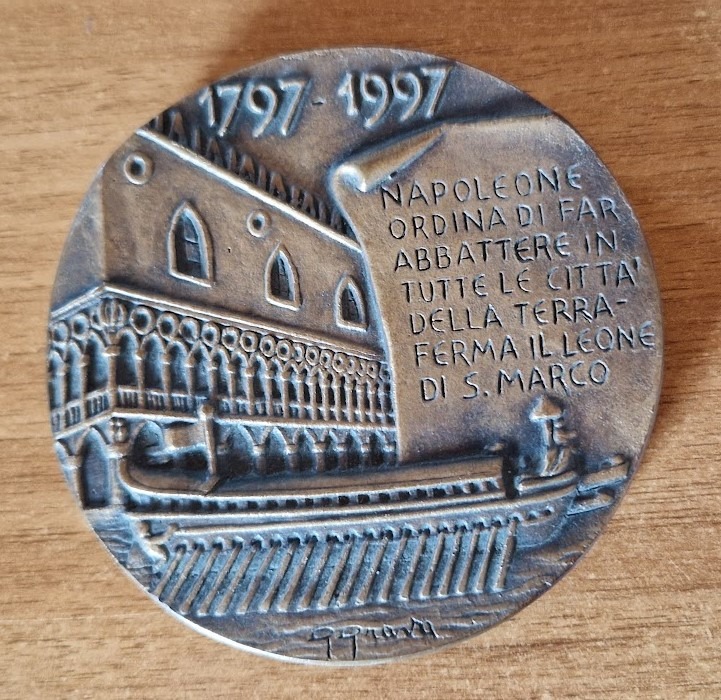 1797-1997
NAPOLEONE
ORDINA DI FAR
ABBATTERE IN
TUTTE LE CITTA'
DELLA TERRA-
FERMA IL LEONE
DI S. MARCO